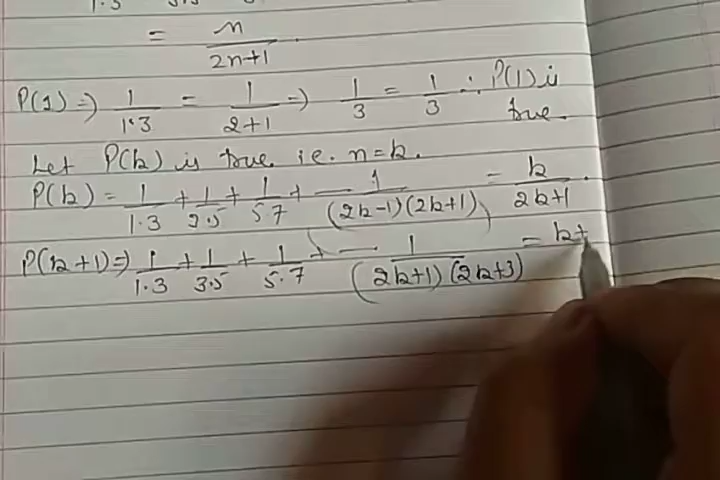 = n/2n+1.
P(1) ⇒ 1/1.3 = 1/2+1 ⇒ 1/3 = 1/3 ∴ P(1) is true.
Let P(k) is true i.e. n=k.
P(k) = 1/1.3 + 1/3.5 + 1/5.7 + — 1/(2k-1)(2k+1) = k/2k+1.
P(k+1) ⇒ 1/1.3 + 1/3.5 + 1/5.7 + — 1/(2k+1)(2k+3) = k+